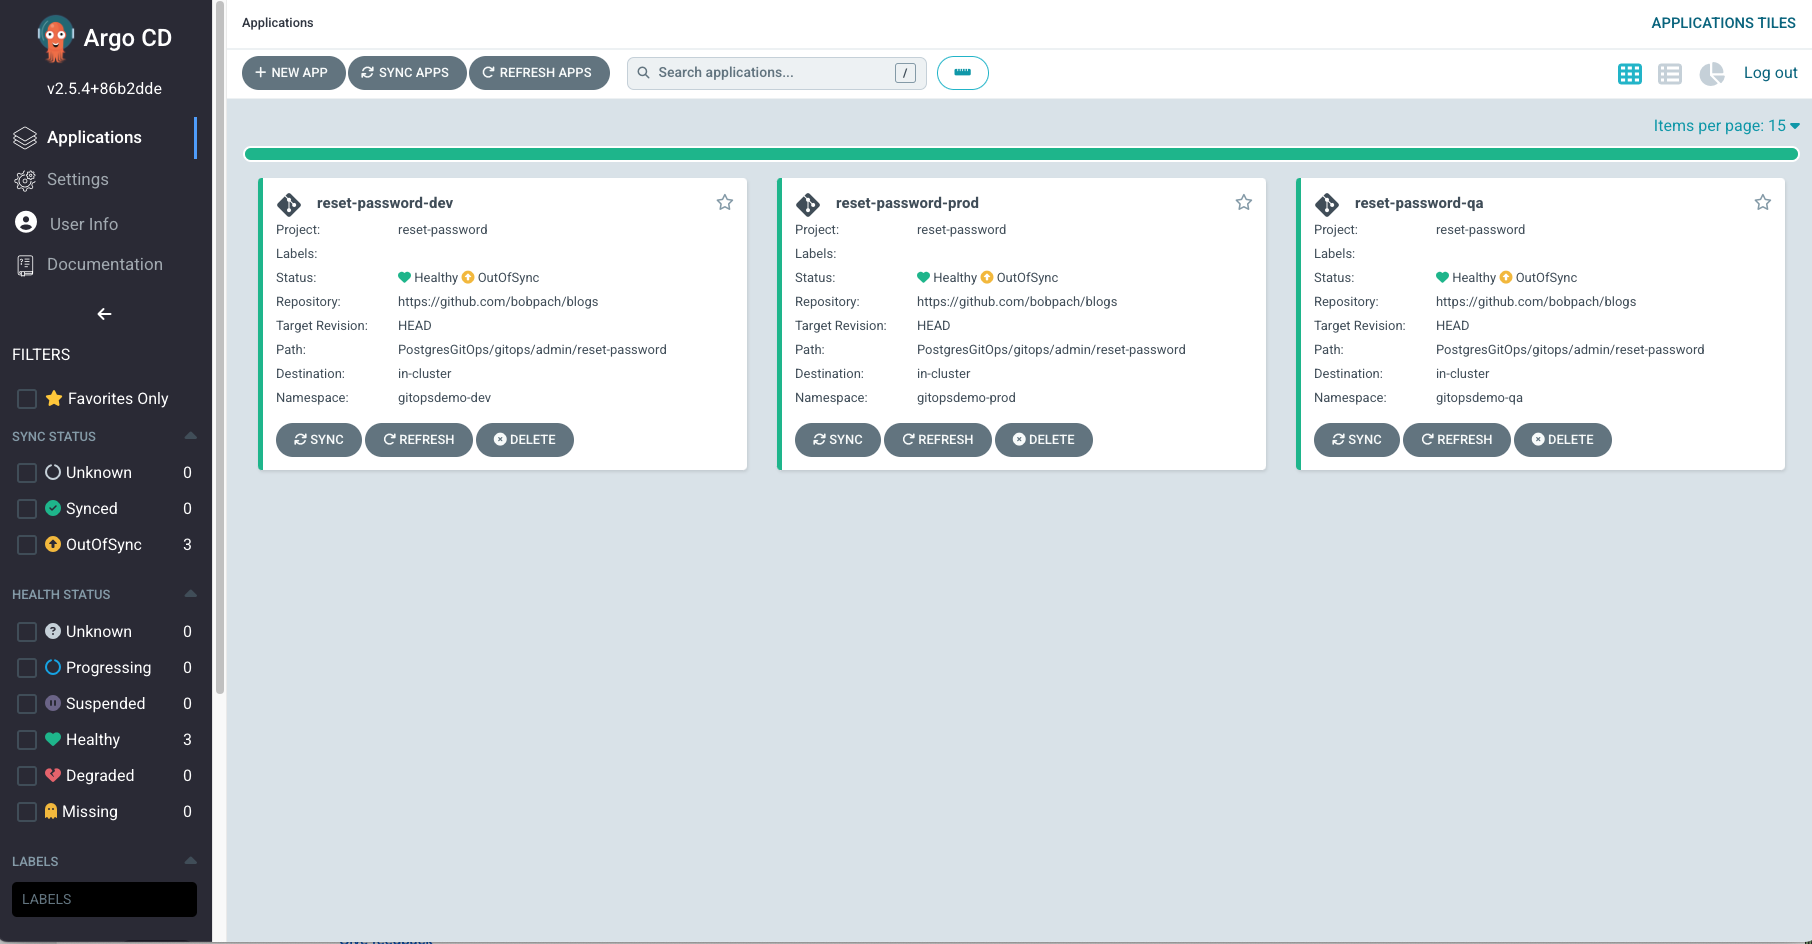 Argo CD
v2.5.4+86b2dde
Applications
Settings
User Info
Documentation
FILTERS
Favorites Only
SYNC STATUS
Unknown 0
Synced 0
OutOfSync 3
HEALTH STATUS
Unknown 0
Progressing 0
Suspended 0
Healthy 3
Degraded 0
Missing 0
LABELS
LABELS
Applications
APPLICATIONS TILES
NEW APP SYNC APPS REFRESH APPS Search applications... / Log out
Items per page: 15
reset-password-dev
Project: reset-password
Labels:
Status: Healthy OutOfSync
Repository: https://github.com/bobpach/blogs
Target Revision: HEAD
Path: PostgresGitOps/gitops/admin/reset-password
Destination: in-cluster
Namespace: gitopsdemo-dev
SYNC REFRESH DELETE
reset-password-prod
Project: reset-password
Labels:
Status: Healthy OutOfSync
Repository: https://github.com/bobpach/blogs
Target Revision: HEAD
Path: PostgresGitOps/gitops/admin/reset-password
Destination: in-cluster
Namespace: gitopsdemo-prod
SYNC REFRESH DELETE
reset-password-qa
Project: reset-password
Labels:
Status: Healthy OutOfSync
Repository: https://github.com/bobpach/blogs
Target Revision: HEAD
Path: PostgresGitOps/gitops/admin/reset-password
Destination: in-cluster
Namespace: gitopsdemo-qa
SYNC REFRESH DELETE